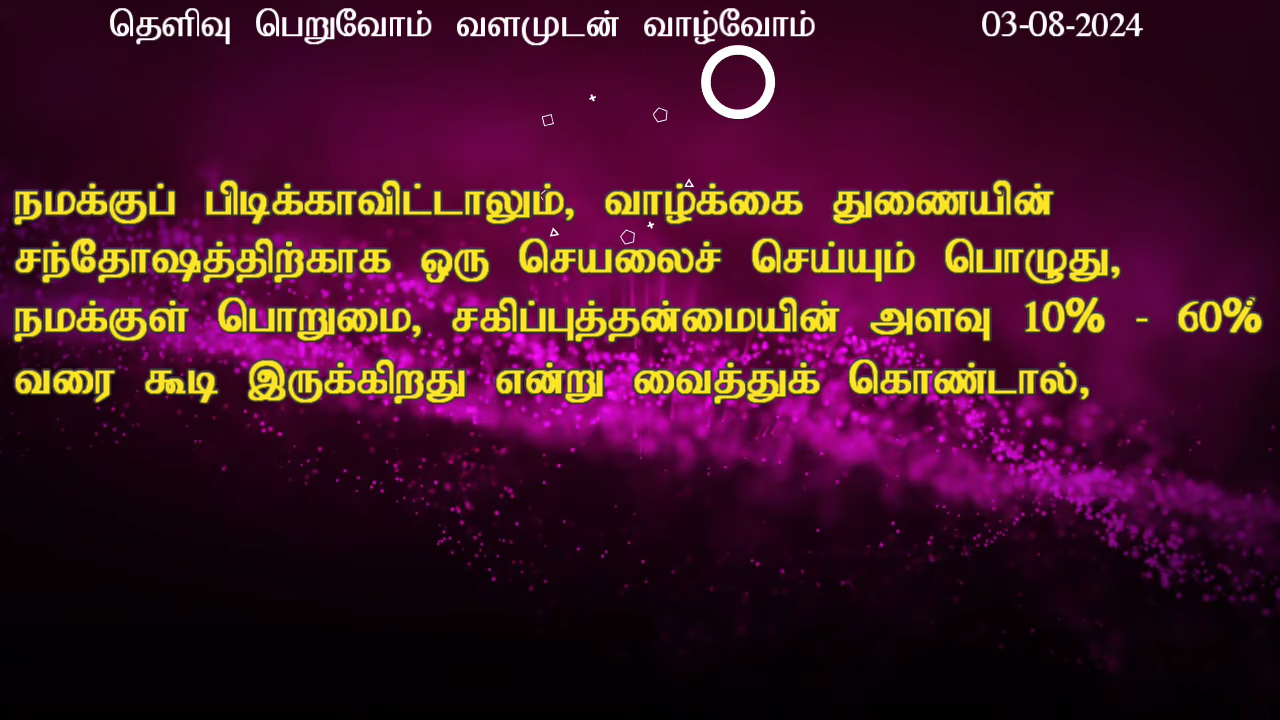 தெளிவு பெறுவோம் வளமுடன் வாழ்வோம் 03-08-2024
நமக்குப் பிடிக்காவிட்டாலும், வாழ்க்கை துணையின்
சந்தோஷத்திற்காக ஒரு செயலைச் செய்யும் பொழுது,
நமக்குள் பொறுமை, சகிப்புத்தன்மையின் அளவு 10% - 60%
வரை கூடி இருக்கிறது என்று வைத்துக் கொண்டால்,